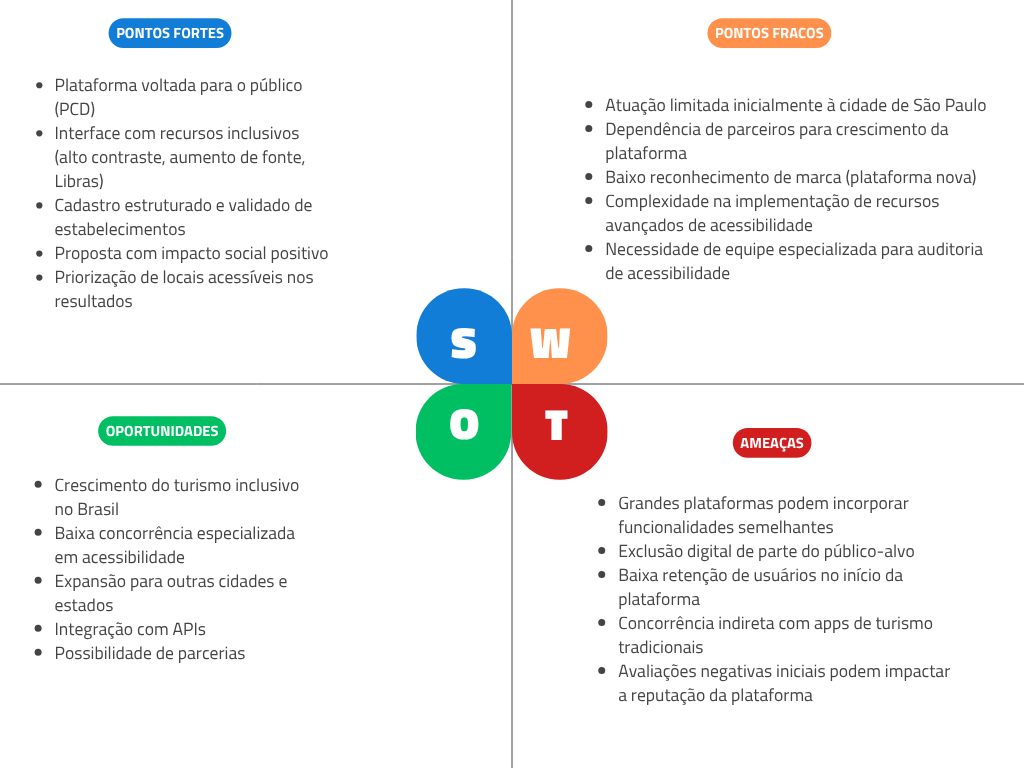 PONTOS FORTES
• Plataforma voltada para o público
(PCD)
• Interface com recursos inclusivos
(alto contraste, aumento de fonte,
Libras)
• Cadastro estruturado e validado de
estabelecimentos
• Proposta com impacto social positivo
• Priorização de locais acessíveis nos
resultados
PONTOS FRACOS
• Atuação limitada inicialmente à cidade de São Paulo
• Dependência de parceiros para crescimento da
plataforma
• Baixo reconhecimento de marca (plataforma nova)
• Complexidade na implementação de recursos
avançados de acessibilidade
• Necessidade de equipe especializada para auditoria
de acessibilidade
S
W
O
T
OPORTUNIDADES
• Crescimento do turismo inclusivo
no Brasil
• Baixa concorrência especializada
em acessibilidade
• Expansão para outras cidades e
estados
• Integração com APIs
• Possibilidade de parcerias
AMEAÇAS
• Grandes plataformas podem incorporar
funcionalidades semelhantes
• Exclusão digital de parte do público-alvo
• Baixa retenção de usuários no início da
plataforma
• Concorrência indireta com apps de turismo
tradicionais
• Avaliações negativas iniciais podem impactar
a reputação da plataforma